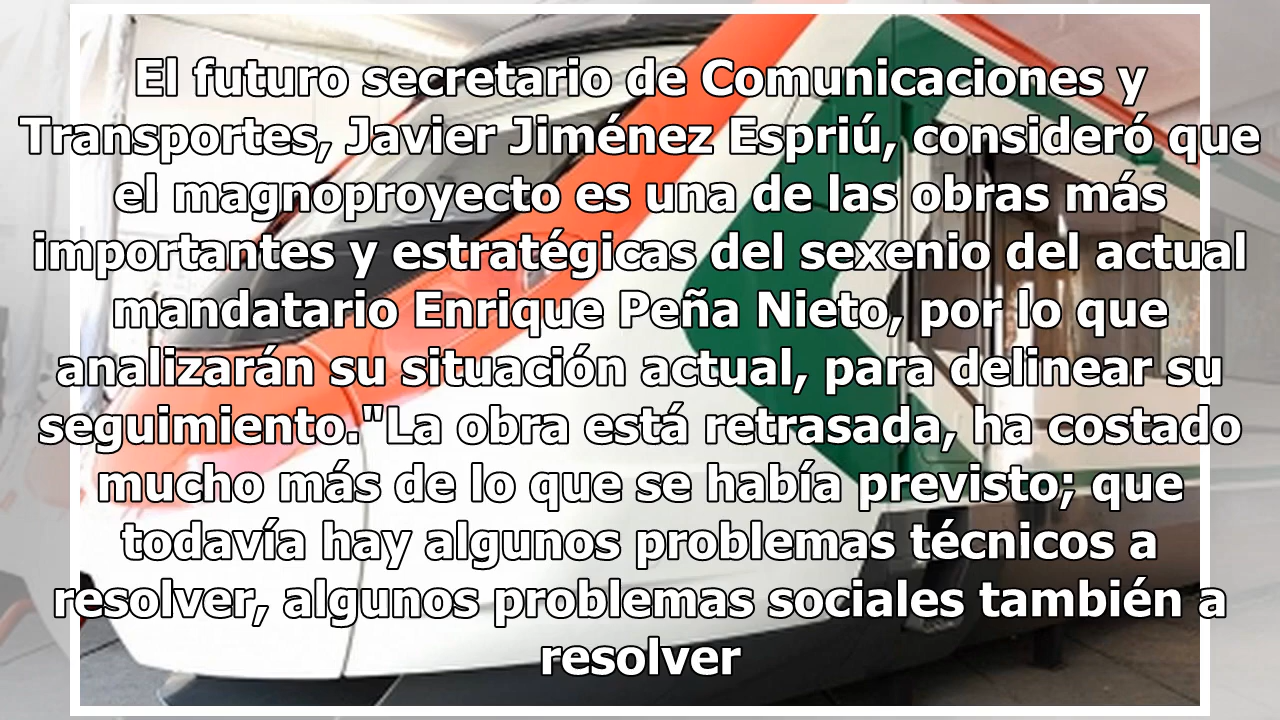 El futuro secretario de Comunicaciones y
Transportes, Javier Jiménez Espriú, consideró que
el magnoproyecto es una de las obras más
importantes y estratégicas del sexenio del actual
mandatario Enrique Peña Nieto, por lo que
analizarán su situación actual, para delinear su
seguimiento."La obra está retrasada, ha costado
mucho más de lo que se había previsto; que
todavía hay algunos problemas técnicos a
resolver, algunos problemas sociales también a
resolver